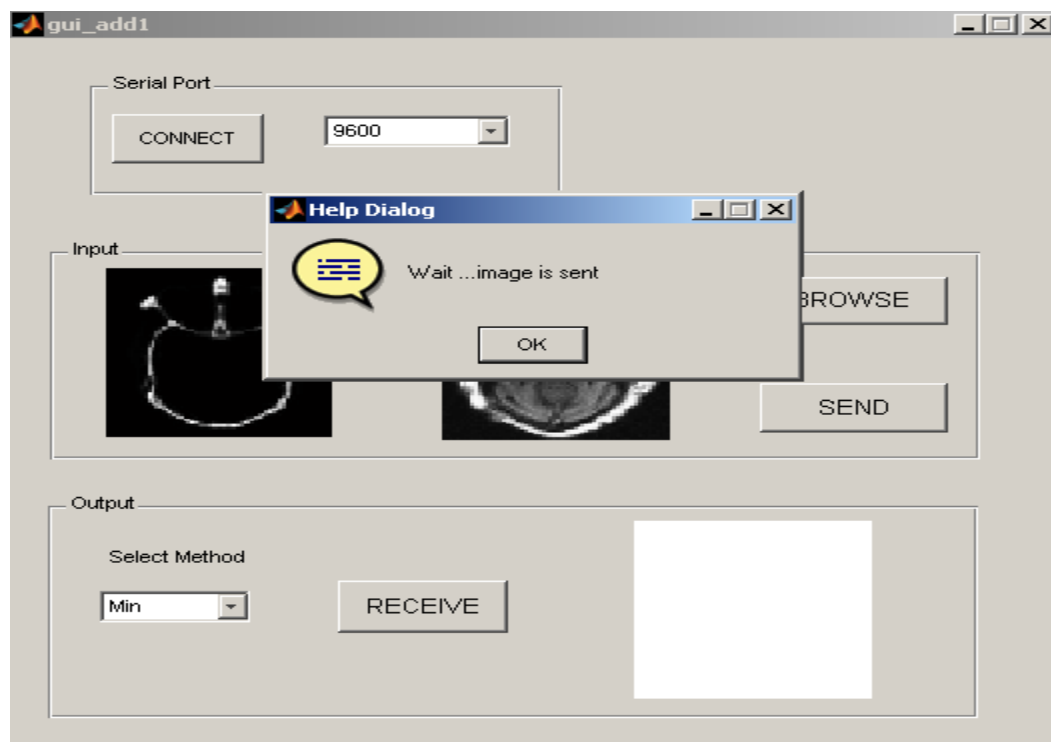 gui_add1
Serial Port
CONNECT
9600
Help Dialog
Wait ...image is sent
OK
Input
BROWSE
SEND
Output
Select Method
Min
RECEIVE